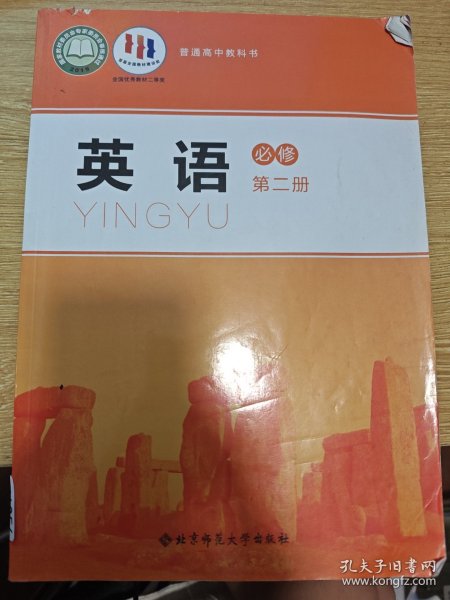 普通高中教科书
2019
全国优秀教材二等奖
英语
必修
第二册
YINGYU
北京师范大学出版社
孔夫子旧书网
www.kongfz.com